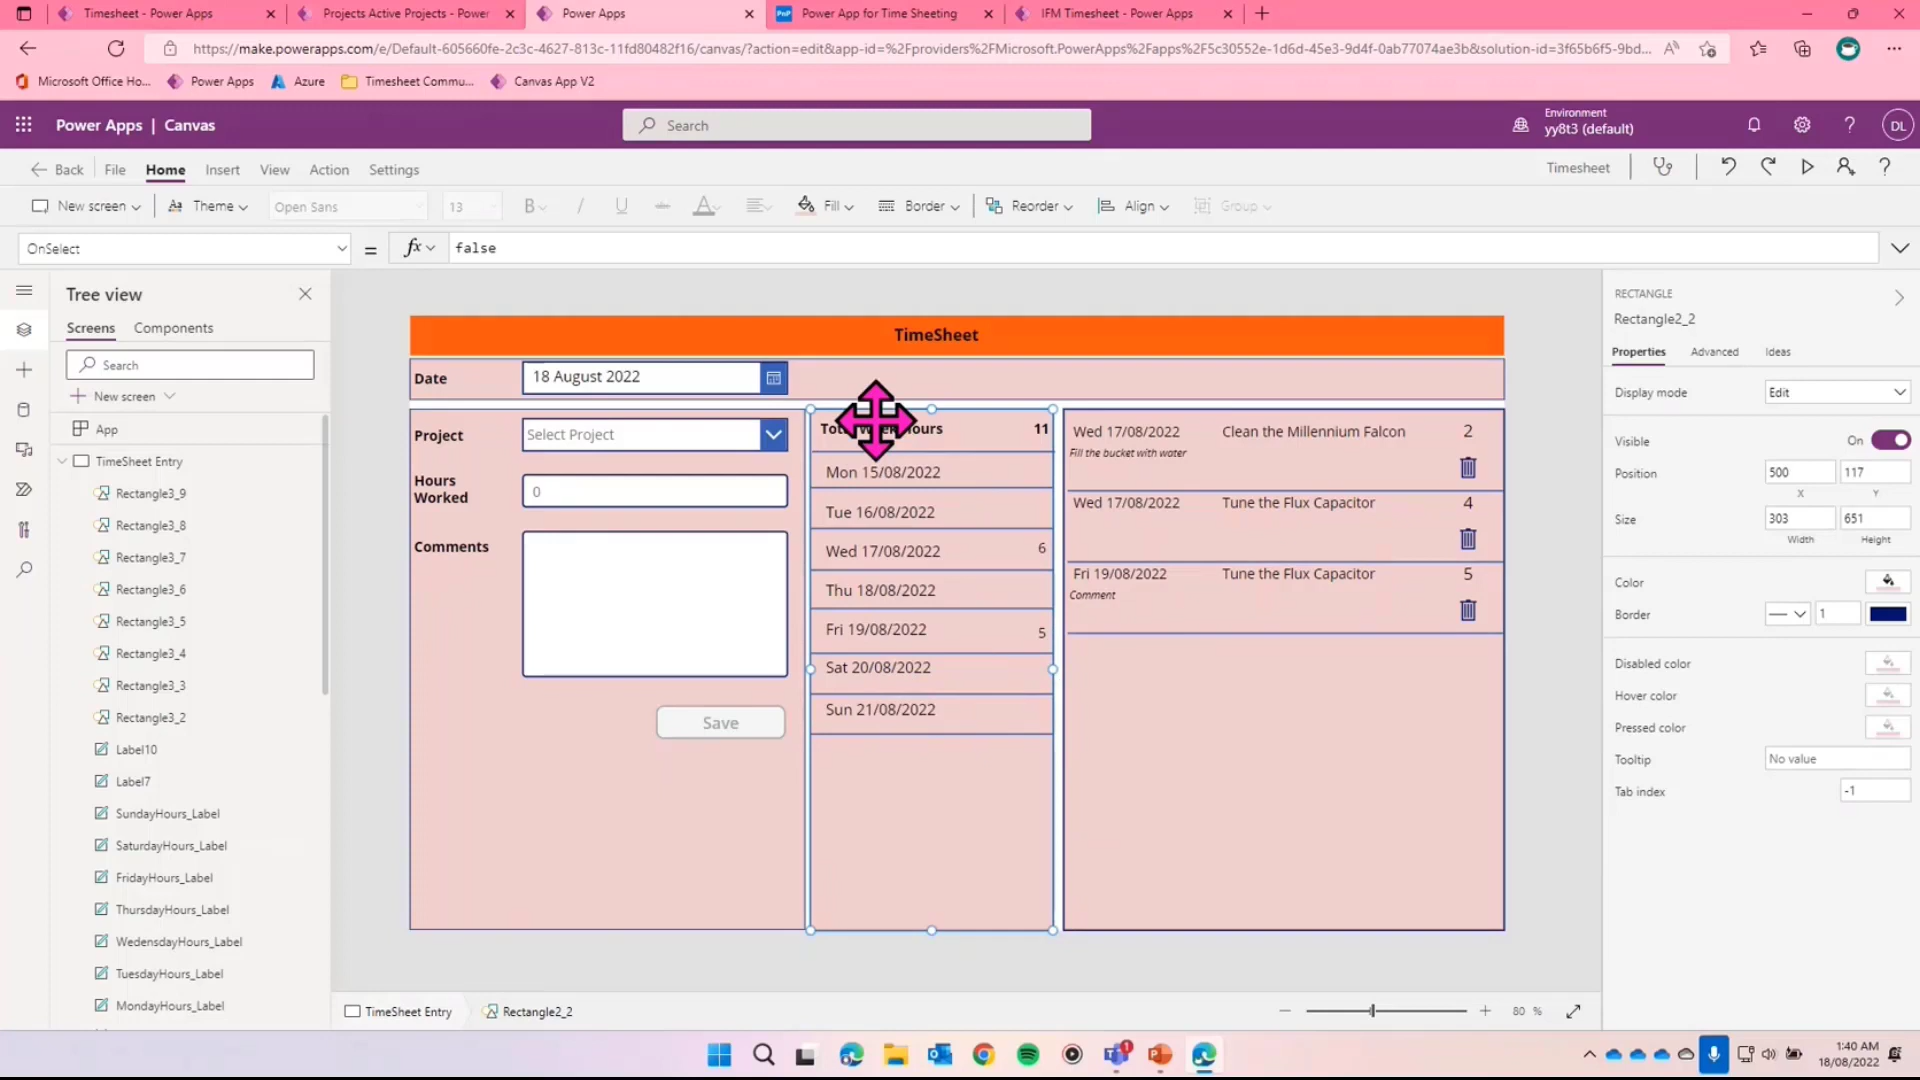 Timesheet - Power Apps
Projects Active Projects - Power
Power Apps
Power App for Time Sheeting
IFM Timesheet - Power Apps
https://make.powerapps.com/e/Default-605660fe-2c3c-4627-813c-11fd80482f16/canvas/?action=edit&app-id=%2Fproviders%2FMicrosoft.PowerApps%2Fapps%2F5c30552e-1d6d-45e3-9d4f-0ab77074ae3b&solution-id=3f65b6f5-9bd...
Microsoft Office Ho...
Power Apps
Azure
Timesheet Commu...
Canvas App V2
Power Apps | Canvas
Search
Environment
yy8t3 (default)
DL
Back
File
Home
Insert
View
Action
Settings
Timesheet
New screen
Theme
Open Sans
13
B
Fill
Border
Reorder
Align
Group
OnSelect
=
fx
false
Tree view
Screens
Components
Search
New screen
App
TimeSheet Entry
Rectangle3_9
Rectangle3_8
Rectangle3_7
Rectangle3_6
Rectangle3_5
Rectangle3_4
Rectangle3_3
Rectangle3_2
Label10
Label7
SundayHours_Label
SaturdayHours_Label
FridayHours_Label
ThursdayHours_Label
WedensdayHours_Label
TuesdayHours_Label
MondayHours_Label
TimeSheet
Date
18 August 2022
Project
Select Project
Hours
Worked
0
Comments
Save
11
Mon 15/08/2022
Tue 16/08/2022
Wed 17/08/2022
6
Thu 18/08/2022
Fri 19/08/2022
5
Sat 20/08/2022
Sun 21/08/2022
Wed 17/08/2022
Clean the Millennium Falcon
2
Fill the bucket with water
Wed 17/08/2022
Tune the Flux Capacitor
4
Fri 19/08/2022
Tune the Flux Capacitor
5
Comment
RECTANGLE
Rectangle2_2
Properties
Advanced
Ideas
Display mode
Edit
Visible
On
Position
500
117
X
Y
Size
303
651
Width
Height
Color
Border
1
Disabled color
Hover color
Pressed color
Tooltip
No value
Tab index
-1
TimeSheet Entry
Rectangle2_2
80 %
1:40 AM
18/08/2022